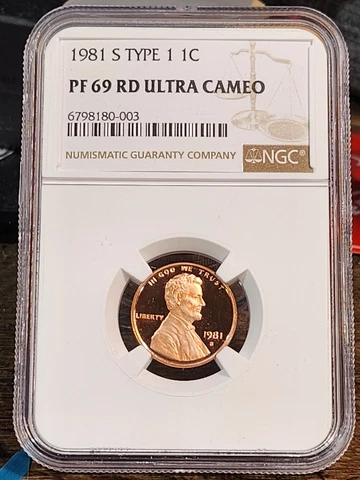 1981 S TYPE 1 1C
PF 69 RD ULTRA CAMEO
6798180-003
NUMISMATIC GUARANTY COMPANY
NGC
IN GOD WE TRUST
LIBERTY
1981
S